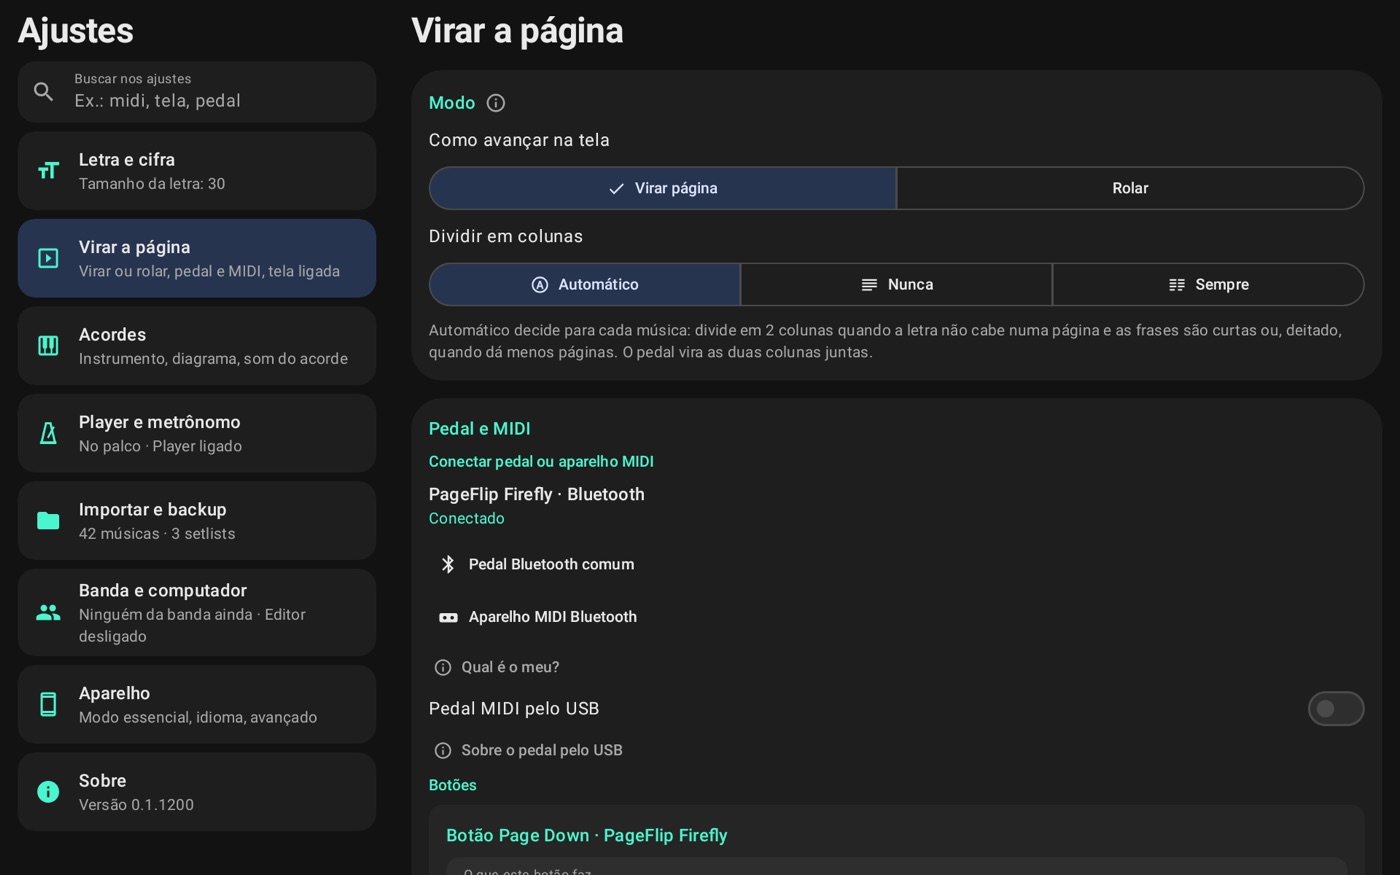 Ajustes
Buscar nos ajustes
Ex.: midi, tela, pedal
Letra e cifra
Tamanho da letra: 30
Virar a página
Virar ou rolar, pedal e MIDI, tela ligada
Acordes
Instrumento, diagrama, som do acorde
Player e metrônomo
No palco · Player ligado
Importar e backup
42 músicas · 3 setlists
Banda e computador
Ninguém da banda ainda · Editor
desligado
Aparelho
Modo essencial, idioma, avançado
Sobre
Versão 0.1.1200
Virar a página
Modo
Como avançar na tela
Virar página
Rolar
Dividir em colunas
Automático
Nunca
Sempre
Automático decide para cada música: divide em 2 colunas quando a letra não cabe numa página e as frases são curtas ou, deitado,
quando dá menos páginas. O pedal vira as duas colunas juntas.
Pedal e MIDI
Conectar pedal ou aparelho MIDI
PageFlip Firefly · Bluetooth
Conectado
Pedal Bluetooth comum
Aparelho MIDI Bluetooth
Qual é o meu?
Pedal MIDI pelo USB
Sobre o pedal pelo USB
Botões
Botão Page Down · PageFlip Firefly
O que este botão faz